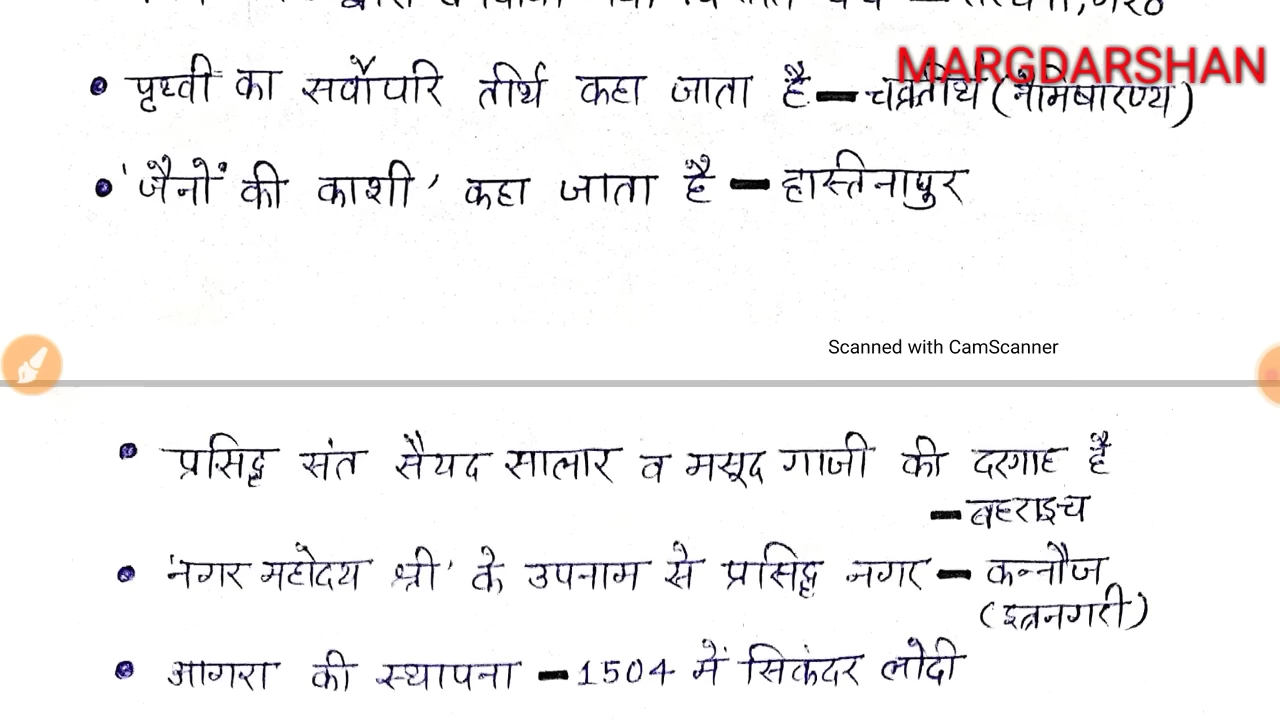 MARGDARSHAN
• पृथ्वी का सर्वोपरि तीर्थ कहा जाता है – चक्रतीर्थ (नैमिषारण्य)
• 'जैनों की काशी' कहा जाता है – हस्तिनापुर
Scanned with CamScanner
• प्रसिद्ध संत सैयद सालार व मसूद गाजी की दरगाह है
– बहराइच
• 'नगर महोदय श्री' के उपनाम से प्रसिद्ध नगर – कन्नौज
(इत्रनगरी)
• आगरा की स्थापना – 1504 में सिकंदर लोदी